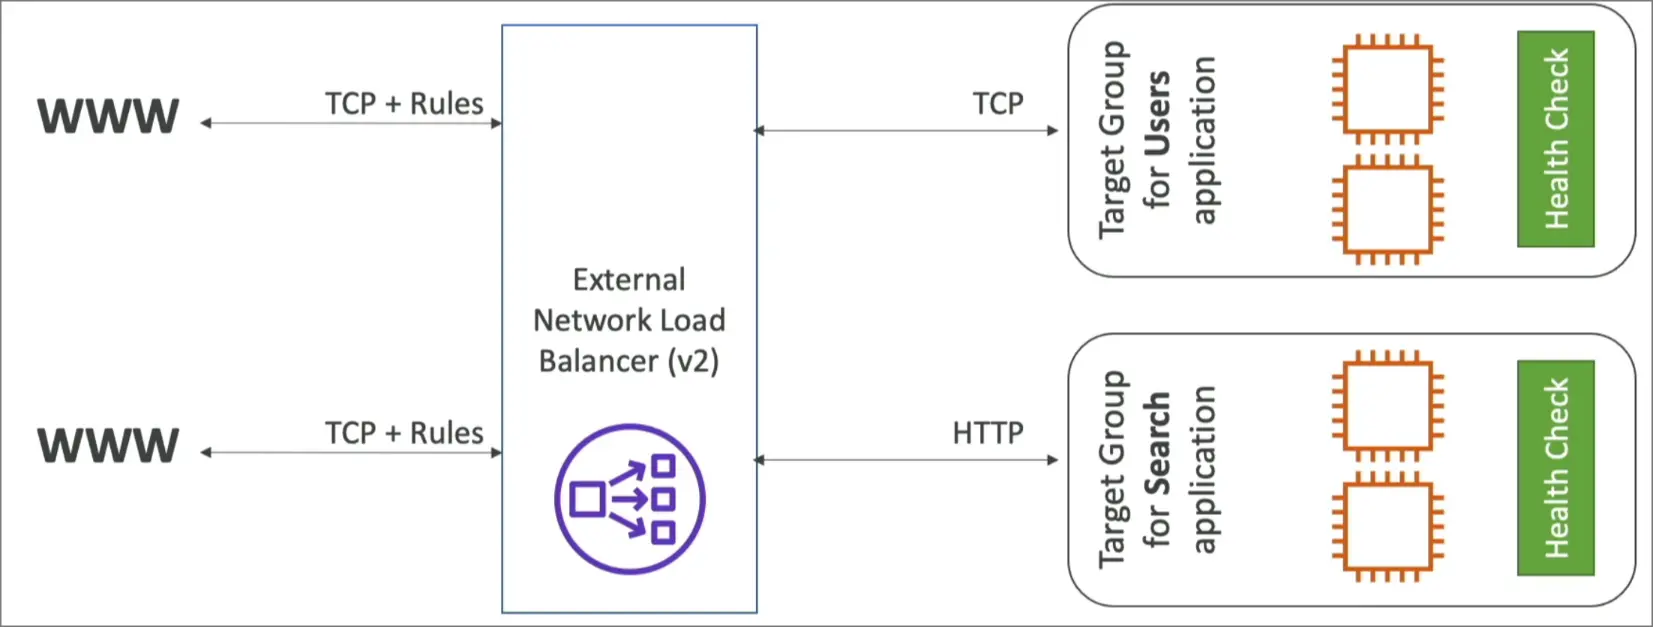 WWW
TCP + Rules
TCP
Target Group
for Users
application
Health Check
External
Network Load
Balancer (v2)
WWW
TCP + Rules
HTTP
Target Group
for Search
application
Health Check